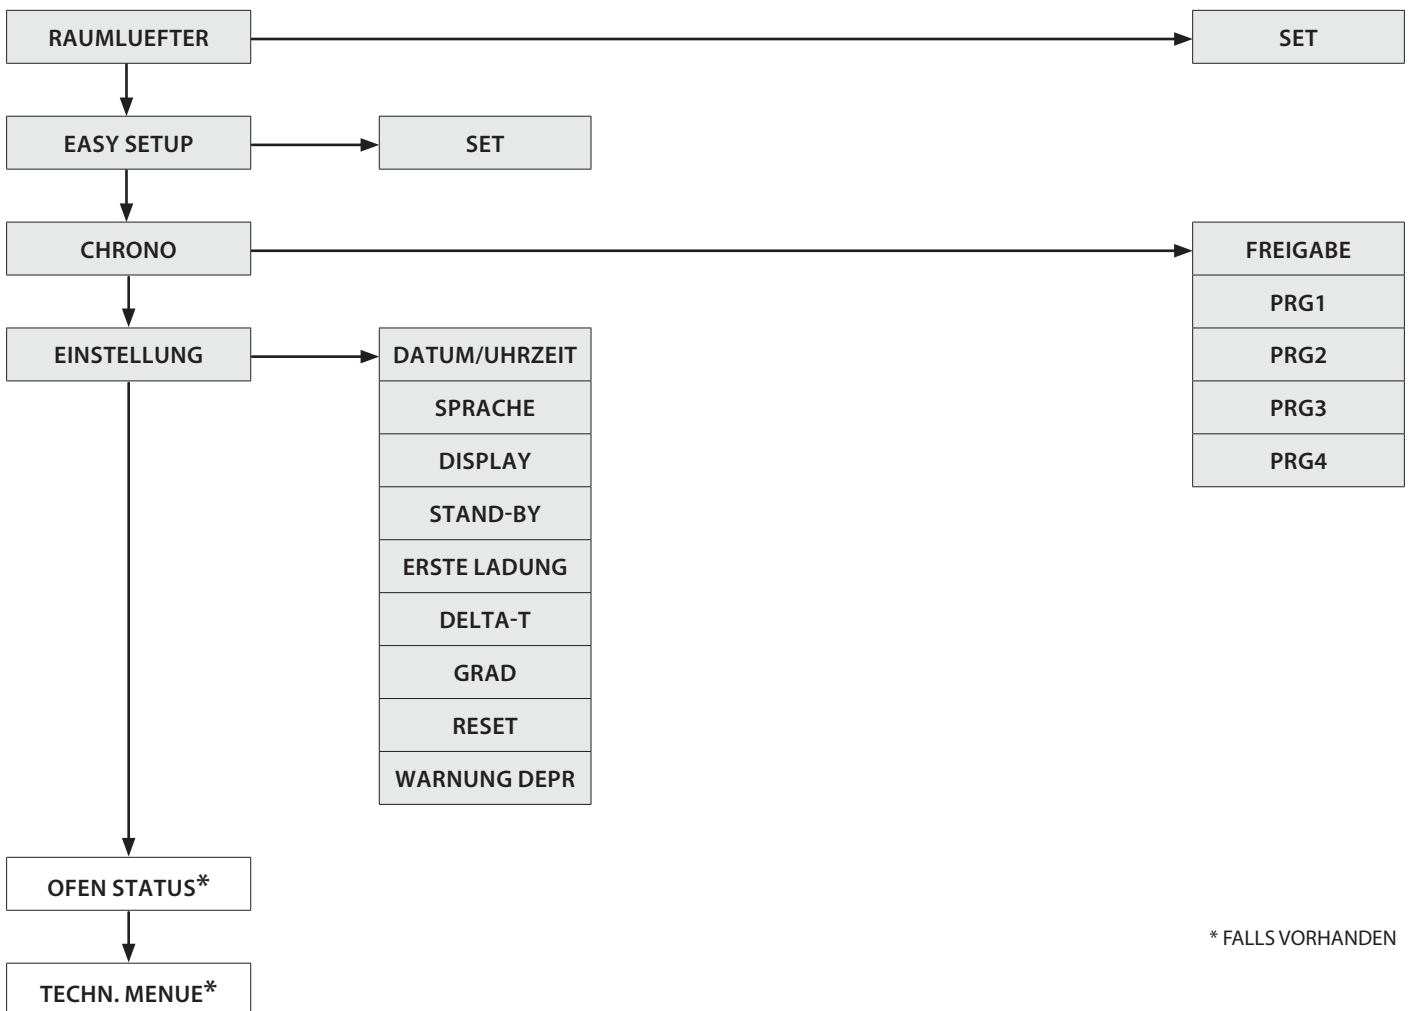 RAUMLUEFTER
SET
EASY SETUP
SET
CHRONO
FREIGABE
PRG1
PRG2
PRG3
PRG4
EINSTELLUNG
DATUM/UHRZEIT
SPRACHE
DISPLAY
STAND-BY
ERSTE LADUNG
DELTA-T
GRAD
RESET
WARNUNG DEPR
OFEN STATUS*
TECHN. MENUE*
* FALLS VORHANDEN